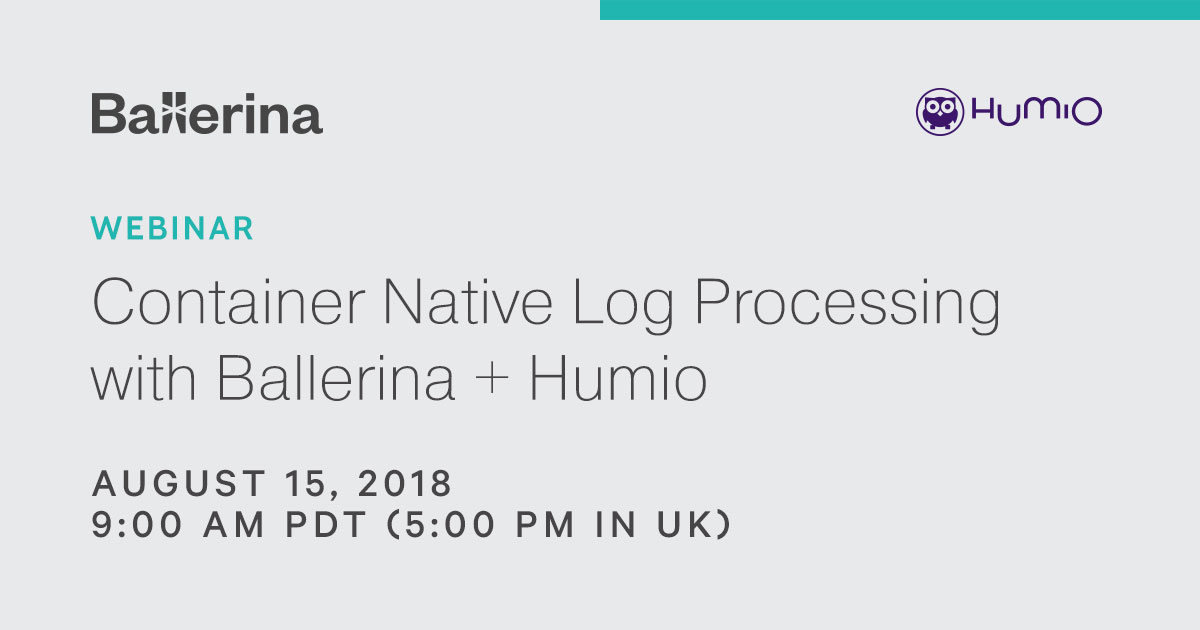 Ballerina
HUMIO
WEBINAR
Container Native Log Processing
with Ballerina + Humio
AUGUST 15, 2018
9:00 AM PDT (5:00 PM IN UK)